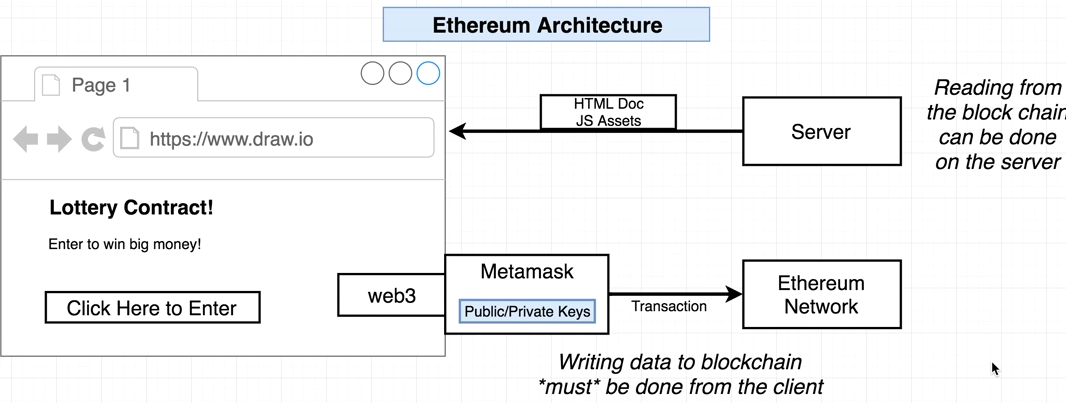 Ethereum Architecture
Page 1
https://www.draw.io
HTML Doc
JS Assets
Server
Reading from
the block chain
can be done
on the server
Lottery Contract!
Enter to win big money!
Click Here to Enter
web3
Metamask
Public/Private Keys
Transaction
Ethereum
Network
Writing data to blockchain
*must* be done from the client